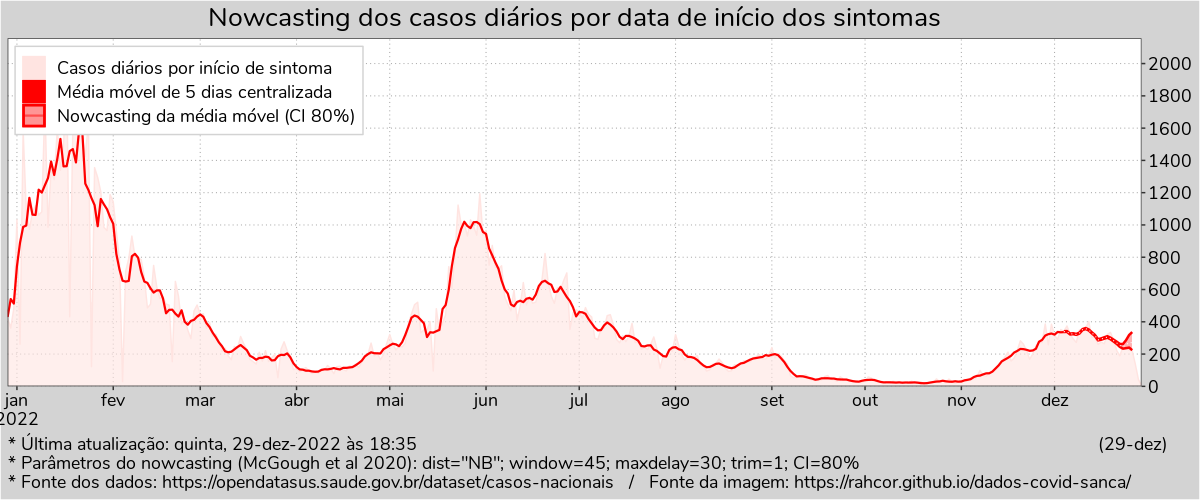 Nowcasting dos casos diários por data de início dos sintomas
Casos diários por início de sintoma
Média móvel de 5 dias centralizada
Nowcasting da média móvel (CI 80%)
2000
1800
1600
1400
1200
1000
800
600
400
200
0
jan fev mar abr mai jun jul ago set out nov dez
2022
* Última atualização: quinta, 29-dez-2022 às 18:35 (29-dez)
* Parâmetros do nowcasting (McGough et al 2020): dist="NB"; window=45; maxdelay=30; trim=1; CI=80%
* Fonte dos dados: https://opendatasus.saude.gov.br/dataset/casos-nacionais / Fonte da imagem: https://rahcor.github.io/dados-covid-sanca/